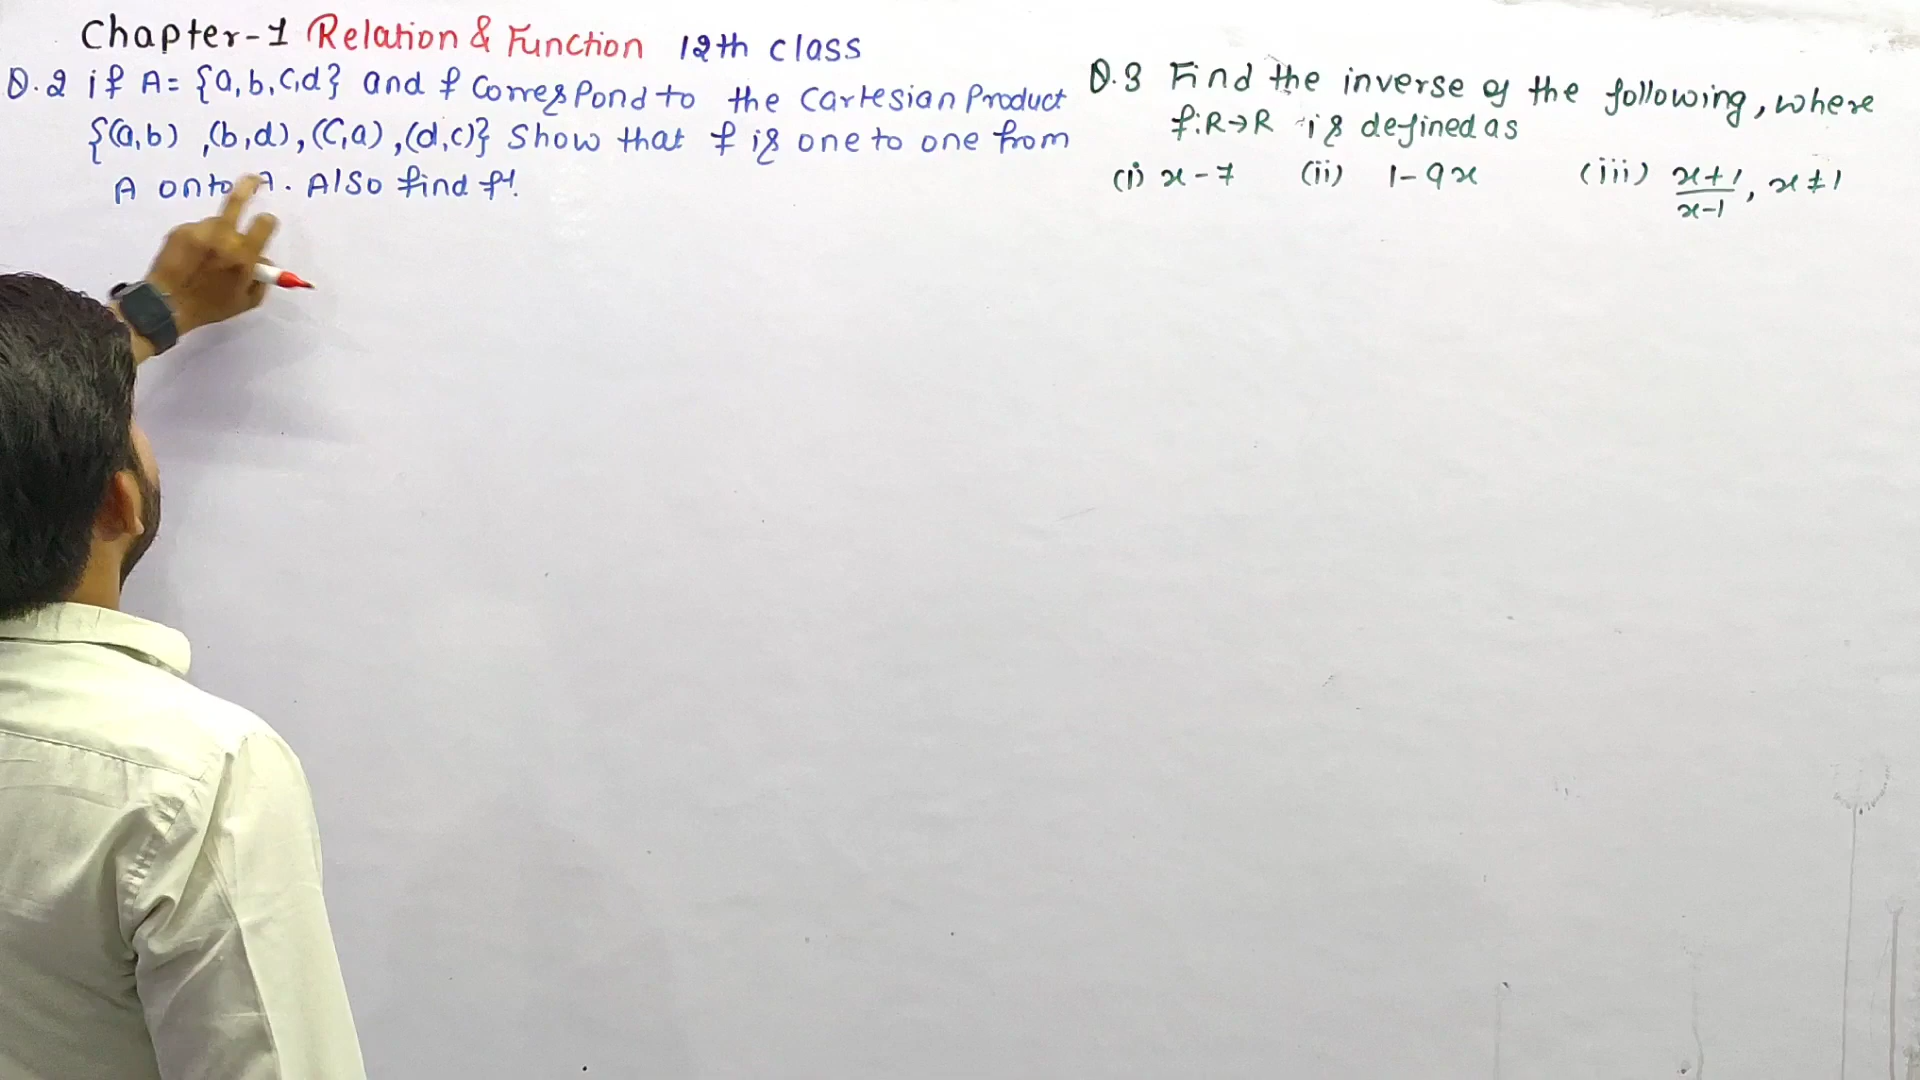 Chapter-1 Relation & Function 12th class
Q.2 if A= {a,b,c,d} and f correspond to the cartesian Product
{(a,b) ,(b,d),(c,a) ,(d,c)} Show that f is one to one from
A onto A. Also find f⁻¹.
Q.3 Find the inverse of the following, where
f:R→R is defined as
(i) x-7 (ii) 1-9x (iii) x+1/x-1, x≠1